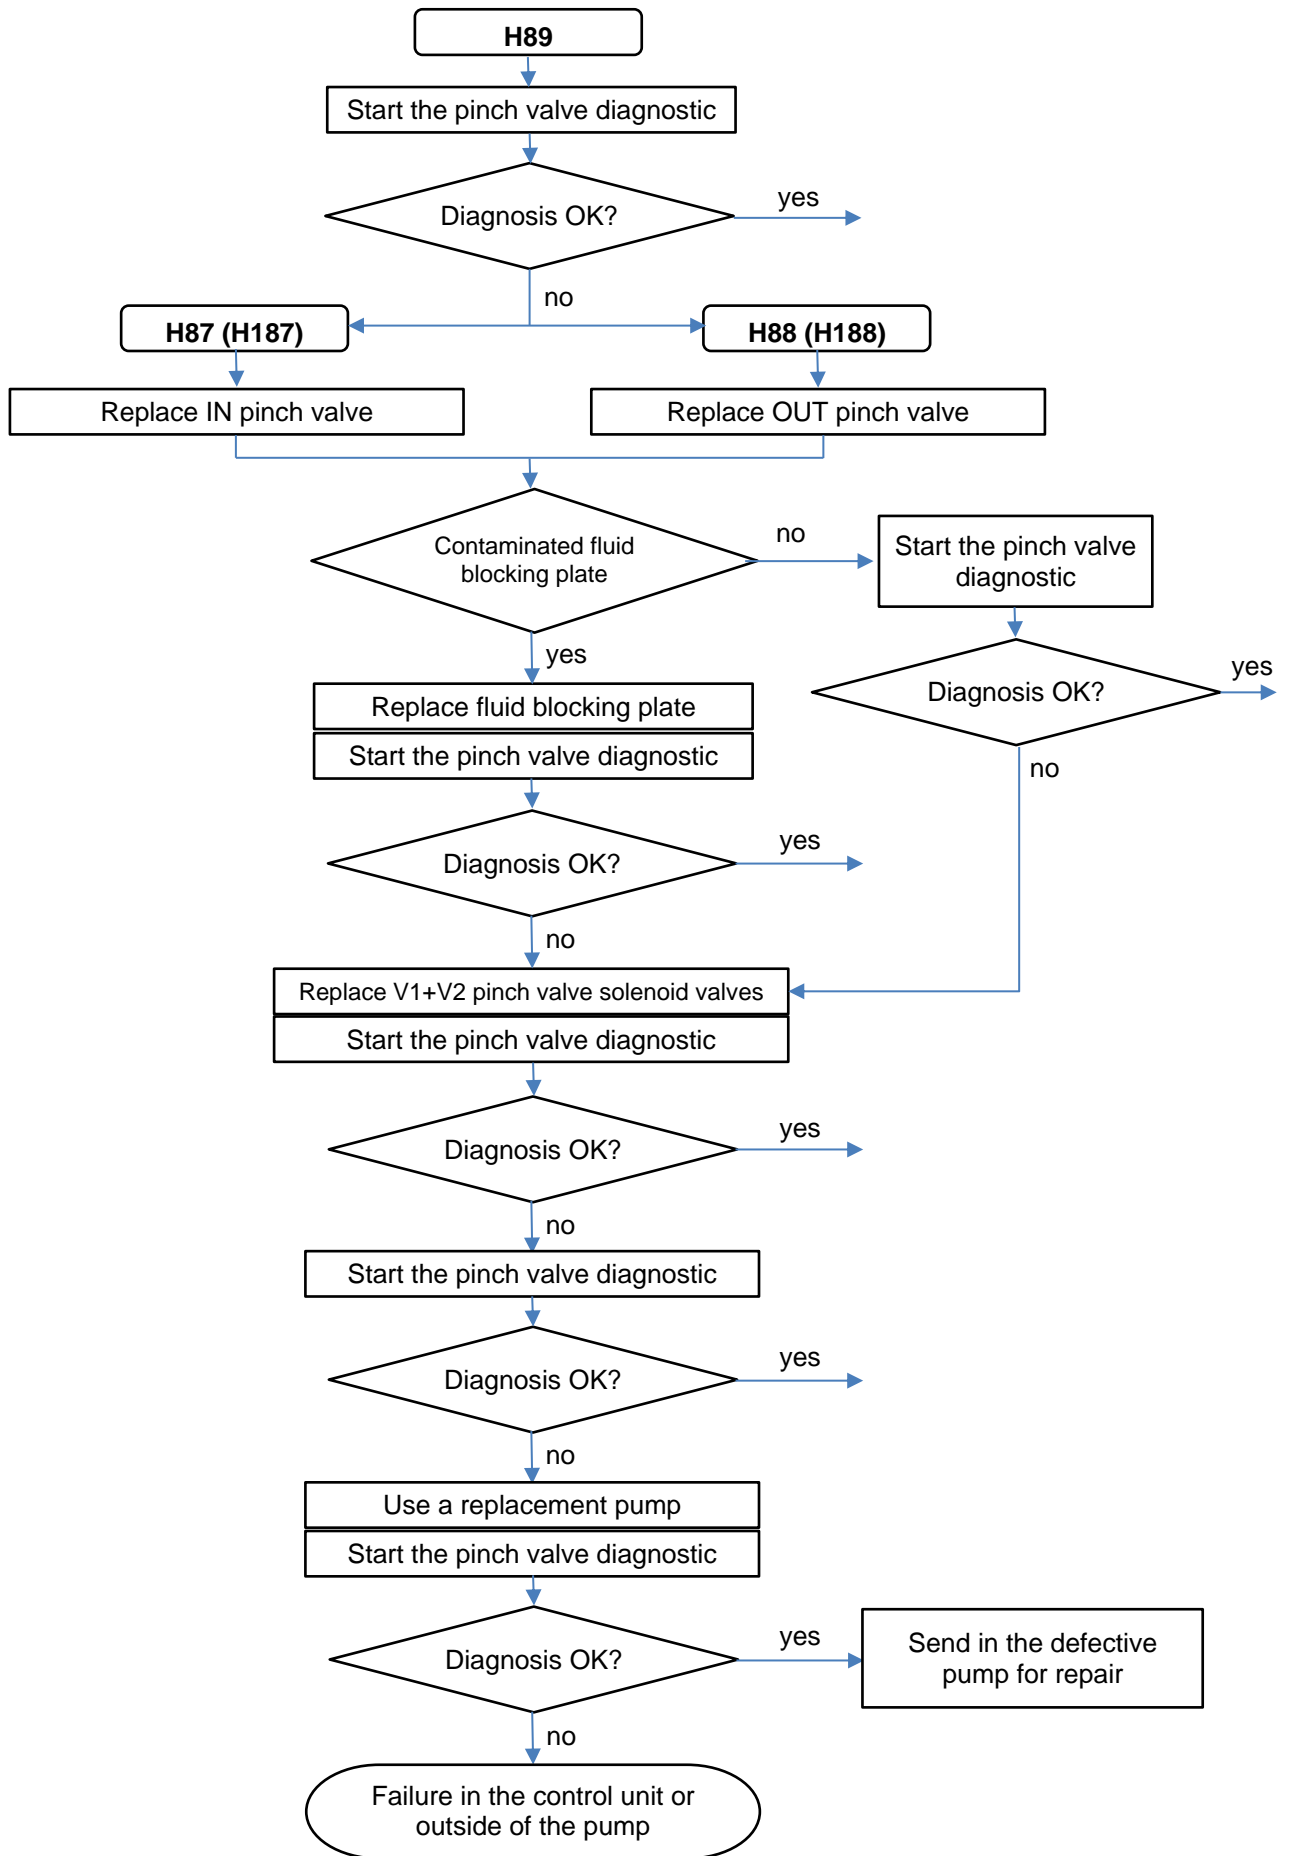 H89
Start the pinch valve diagnostic
Diagnosis OK?
yes
no
H87 (H187)
H88 (H188)
Replace IN pinch valve
Replace OUT pinch valve
Contaminated fluid
blocking plate
no
Start the pinch valve
diagnostic
yes
Diagnosis OK?
yes
no
Replace fluid blocking plate
Start the pinch valve diagnostic
Diagnosis OK?
yes
no
Replace V1+V2 pinch valve solenoid valves
Start the pinch valve diagnostic
Diagnosis OK?
yes
no
Start the pinch valve diagnostic
Diagnosis OK?
yes
no
Use a replacement pump
Start the pinch valve diagnostic
Diagnosis OK?
yes
Send in the defective
pump for repair
no
Failure in the control unit or
outside of the pump